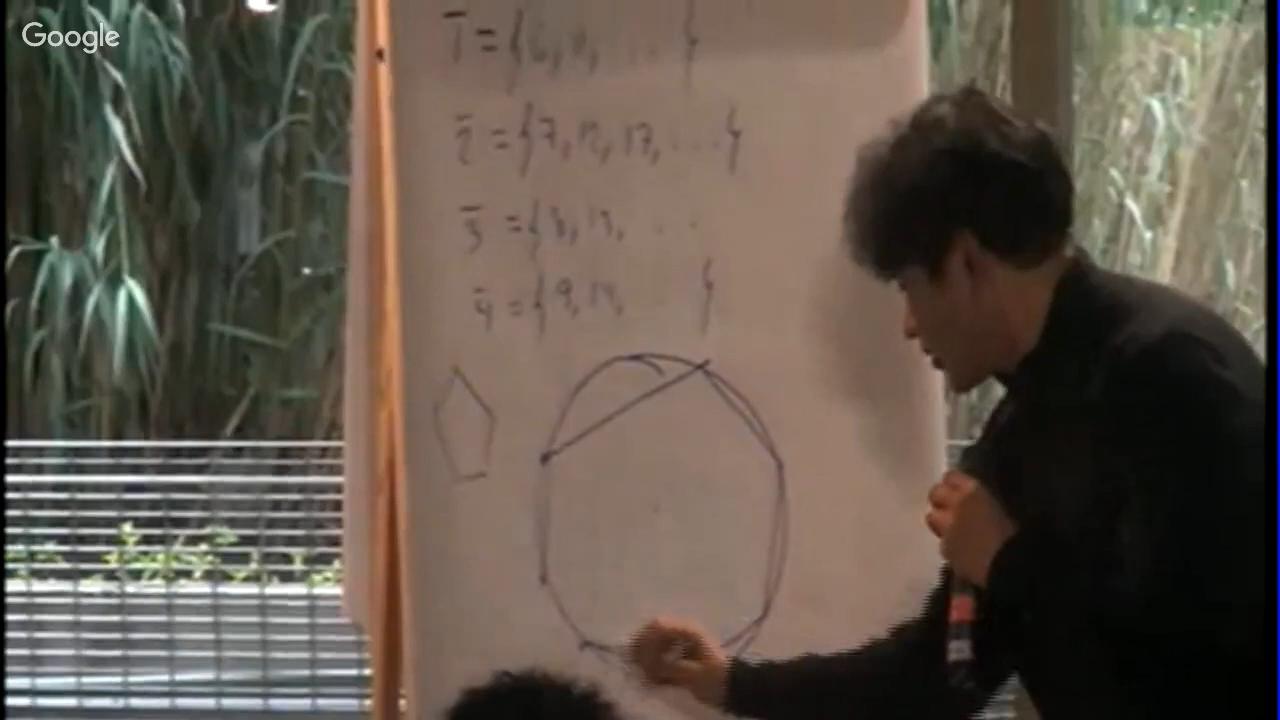 Google
1̄ = {6, 11, ... }
2̄ = {7, 12, 17, ... }
3̄ = {8, 13, ...
4̄ = {9, 14, ... }